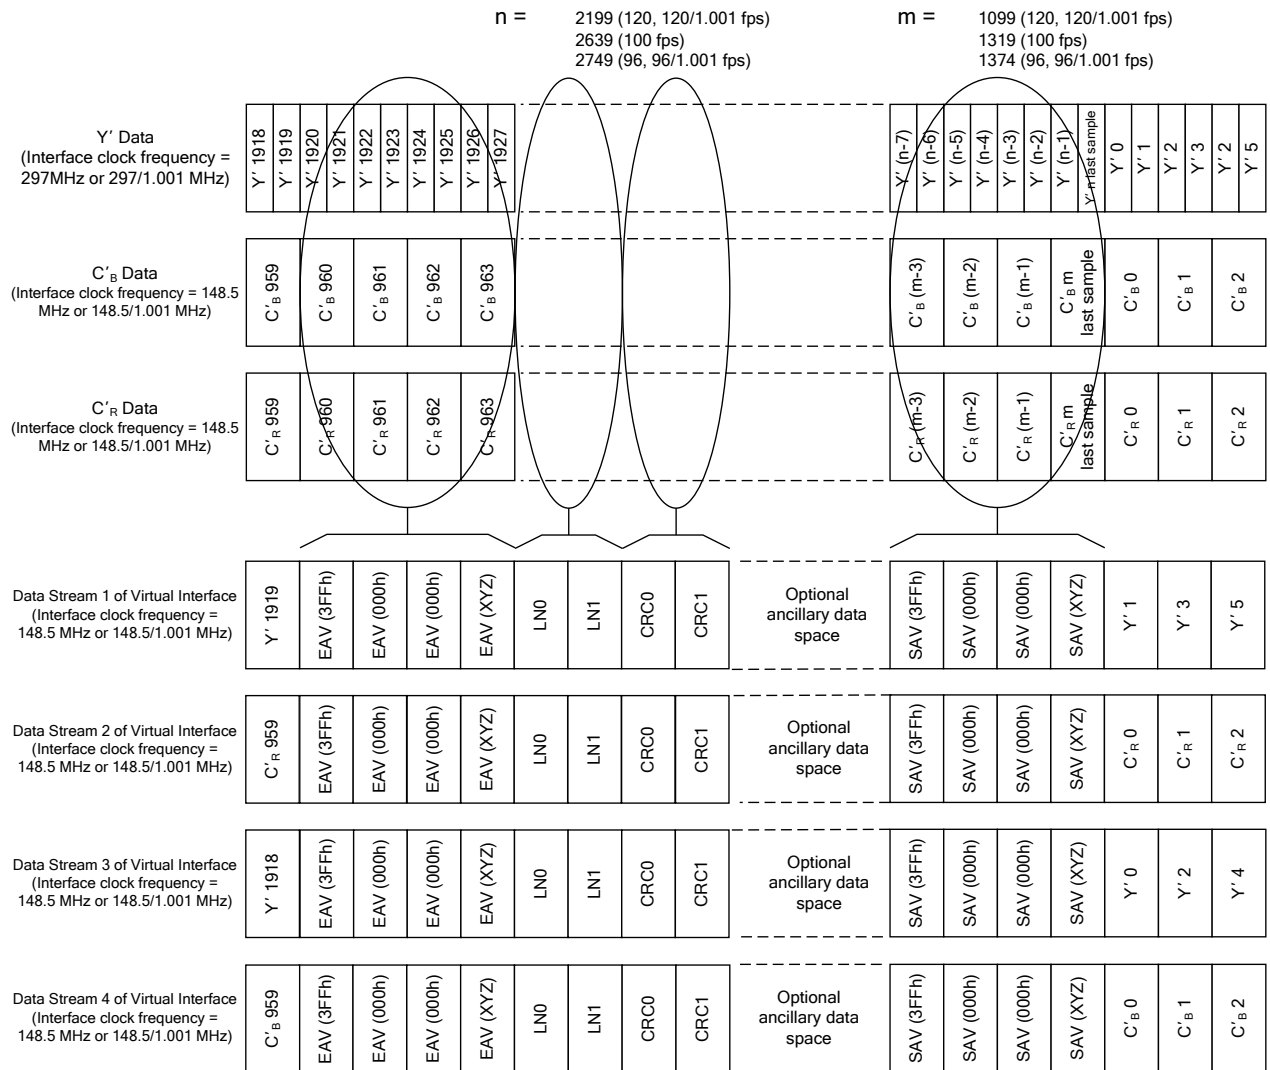 n = 2199 (120, 120/1.001 fps) m = 1099 (120, 120/1.001 fps)
2639 (100 fps) 1319 (100 fps)
2749 (96, 96/1.001 fps) 1374 (96, 96/1.001 fps)
Y′ Data
(Interface clock frequency =
297MHz or 297/1.001 MHz)
Y′ 1918
Y′ 1919
Y′ 1920
Y′ 1921
Y′ 1922
Y′ 1923
Y′ 1924
Y′ 1925
Y′ 1926
Y′ 1927
Y′ (n-7)
Y′ (n-6)
Y′ (n-5)
Y′ (n-4)
Y′ (n-3)
Y′ (n-2)
Y′ (n-1)
Y′ n last sample
Y′ 0
Y′ 1
Y′ 2
Y′ 3
Y′ 2
Y′ 5
C′B Data
(Interface clock frequency = 148.5
MHz or 148.5/1.001 MHz)
C′B 959
C′B 960
C′B 961
C′B 962
C′B 963
C′B (m-3)
C′B (m-2)
C′B (m-1)
C′B m
last sample
C′B 0
C′B 1
C′B 2
C′R Data
(Interface clock frequency = 148.5
MHz or 148.5/1.001 MHz)
C′R 959
C′R 960
C′R 961
C′R 962
C′R 963
C′R (m-3)
C′R (m-2)
C′R (m-1)
C′R m
last sample
C′R 0
C′R 1
C′R 2
Data Stream 1 of Virtual Interface
(Interface clock frequency =
148.5 MHz or 148.5/1.001 MHz)
Y′ 1919
EAV (3FFh)
EAV (000h)
EAV (000h)
EAV (XYZ)
LN0
LN1
CRC0
CRC1
Optional
ancillary data
space
SAV (3FFh)
SAV (000h)
SAV (000h)
SAV (XYZ)
Y′ 1
Y′ 3
Y′ 5
Data Stream 2 of Virtual Interface
(Interface clock frequency =
148.5 MHz or 148.5/1.001 MHz)
C′R 959
EAV (3FFh)
EAV (000h)
EAV (000h)
EAV (XYZ)
LN0
LN1
CRC0
CRC1
Optional
ancillary data
space
SAV (3FFh)
SAV (000h)
SAV (000h)
SAV (XYZ)
C′R 0
C′R 1
C′R 2
Data Stream 3 of Virtual Interface
(Interface clock frequency =
148.5 MHz or 148.5/1.001 MHz)
Y′ 1918
EAV (3FFh)
EAV (000h)
EAV (000h)
EAV (XYZ)
LN0
LN1
CRC0
CRC1
Optional
ancillary data
space
SAV (3FFh)
SAV (000h)
SAV (000h)
SAV (XYZ)
Y′ 0
Y′ 2
Y′ 4
Data Stream 4 of Virtual Interface
(Interface clock frequency =
148.5 MHz or 148.5/1.001 MHz)
C′B 959
EAV (3FFh)
EAV (000h)
EAV (000h)
EAV (XYZ)
LN0
LN1
CRC0
CRC1
Optional
ancillary data
space
SAV (3FFh)
SAV (000h)
SAV (000h)
SAV (XYZ)
C′B 0
C′B 1
C′B 2